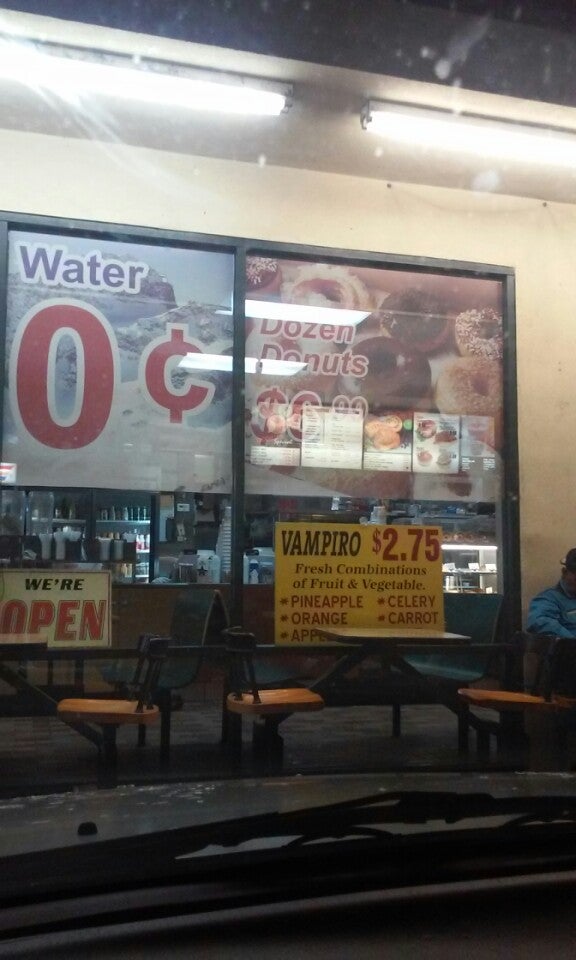 Water
0¢
Dozen
Donuts
WE'RE
OPEN
VAMPIRO $2.75
Fresh Combinations
of Fruit & Vegetable.
* PINEAPPLE * CELERY
* ORANGE * CARROT